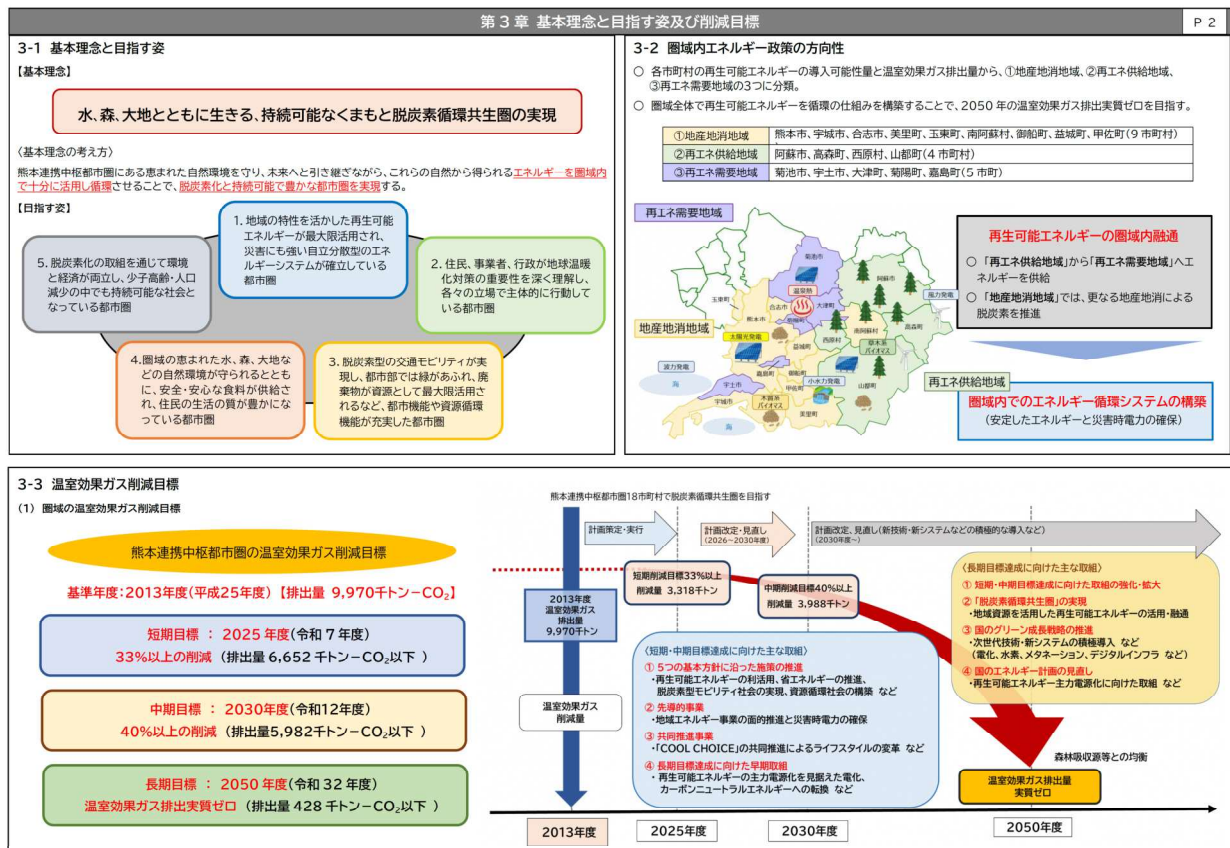 第3章 基本理念と目指す姿及び削減目標
P 2
3-1 基本理念と目指す姿
【基本理念】
水、森、大地とともに生きる、持続可能なくまもと脱炭素循環共生圏の実現
〈基本理念の考え方〉
熊本連携中枢都市圏にある恵まれた自然環境を守り、未来へと引き継ぎながら、これらの自然から得られるエネルギーを圏域内
で十分に活用し循環させることで、脱炭素化と持続可能で豊かな都市圏を実現する。
【目指す姿】
1. 地域の特性を活かした再生可能
エネルギーが最大限活用され、
災害にも強い自立分散型のエネ
ルギーシステムが確立している
都市圏
2. 住民、事業者、行政が地球温暖
化対策の重要性を深く理解し、
各々の立場で主体的に行動して
いる都市圏
3. 脱炭素型の交通モビリティが実
現し、都市部では緑があふれ、廃
棄物が資源として最大限活用さ
れるなど、都市機能や資源循環
機能が充実した都市圏
4. 圏域の恵まれた水、森、大地な
どの自然環境が守られるととも
に、安全・安心な食料が供給さ
れ、住民の生活の質が豊かにな
っている都市圏
5. 脱炭素化の取組を通じて環境
と経済が両立し、少子高齢・人口
減少の中でも持続可能な社会と
なっている都市圏
3-2 圏域内エネルギー政策の方向性
○ 各市町村の再生可能エネルギーの導入可能性量と温室効果ガス排出量から、①地産地消地域、②再エネ供給地域、
③再エネ需要地域の3つに分類。
○ 圏域全体で再生可能エネルギーを循環の仕組みを構築することで、2050年の温室効果ガス排出実質ゼロを目指す。
①地産地消地域 熊本市、宇城市、合志市、美里町、玉東町、南阿蘇村、御船町、益城町、甲佐町(9市町村)
②再エネ供給地域 阿蘇市、高森町、西原村、山都町(4市町村)
③再エネ需要地域 菊池市、宇土市、大津町、菊陽町、嘉島町(5市町)
再エネ需要地域
菊池市
阿蘇市
温泉熱
風力発電
玉東町
合志市
大津町
菊陽町
熊本市
地産地消地域
太陽光発電
南阿蘇村
高森町
西原村
益城町
草木系
バイオマス
波力発電
海
嘉島町
御船町
山都町
宇土市
甲佐町
小水力発電
再エネ供給地域
宇城市
木質系
バイオマス
美里町
海
再生可能エネルギーの圏域内融通
○ 「再エネ供給地域」から「再エネ需要地域」へエ
ネルギーを供給
○ 「地産地消地域」では、更なる地産地消による
脱炭素を推進
圏域内でのエネルギー循環システムの構築
(安定したエネルギーと災害時電力の確保)
3-3 温室効果ガス削減目標
(1) 圏域の温室効果ガス削減目標
熊本連携中枢都市圏の温室効果ガス削減目標
基準年度:2013年度(平成25年度)【排出量 9,970千トン-CO₂】
短期目標 : 2025年度(令和7年度)
33%以上の削減 (排出量 6,652千トン-CO₂以下 )
中期目標 : 2030年度(令和12年度)
40%以上の削減 (排出量5,982千トン-CO₂以下)
長期目標 : 2050年度(令和32年度)
温室効果ガス排出実質ゼロ (排出量 428千トン-CO₂以下 )
熊本連携中枢都市圏18市町村で脱炭素循環共生圏を目指す
計画策定・実行
計画改定・見直し
(2026~2030年度)
計画改定、見直し(新技術・新システムなどの積極的な導入など)
(2030年度~)
2013年度
温室効果ガス
排出量
9,970千トン
短期削減目標33%以上
削減量 3,318千トン
中期削減目標40%以上
削減量 3,988千トン
温室効果ガス
削減量
〈短期・中期目標達成に向けた主な取組〉
① 5つの基本方針に沿った施策の推進
・再生可能エネルギーの利活用、省エネルギーの推進、
脱炭素型モビリティ社会の実現、資源循環社会の構築 など
② 先導的事業
・地域エネルギー事業の面的推進と災害時電力の確保
③ 共同推進事業
・「COOL CHOICE」の共同推進によるライフスタイルの変革 など
④ 長期目標達成に向けた早期取組
・再生可能エネルギーの主力電源化を見据えた電化、
カーボンニュートラルエネルギーへの転換 など
〈長期目標達成に向けた主な取組〉
① 短期・中期目標達成に向けた取組の強化・拡大
② 「脱炭素循環共生圏」の実現
・地域資源を活用した再生可能エネルギーの活用・融通
③ 国のグリーン成長戦略の推進
・次世代技術・新システムの積極導入 など
(電化、水素、メタネーション、デジタルインフラ など)
④ 国のエネルギー計画の見直し
・再生可能エネルギー主力電源化に向けた取組 など
森林吸収源等との均衡
温室効果ガス排出量
実質ゼロ
2013年度
2025年度
2030年度
2050年度